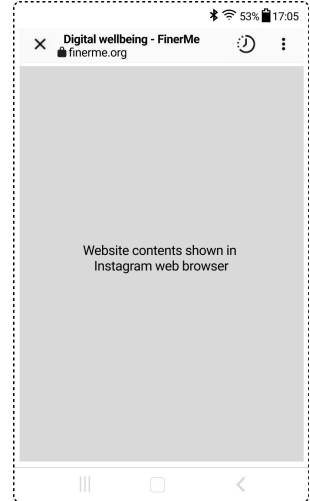 53% 17:05
Digital wellbeing - FinerMe
finerme.org
Website contents shown in
Instagram web browser